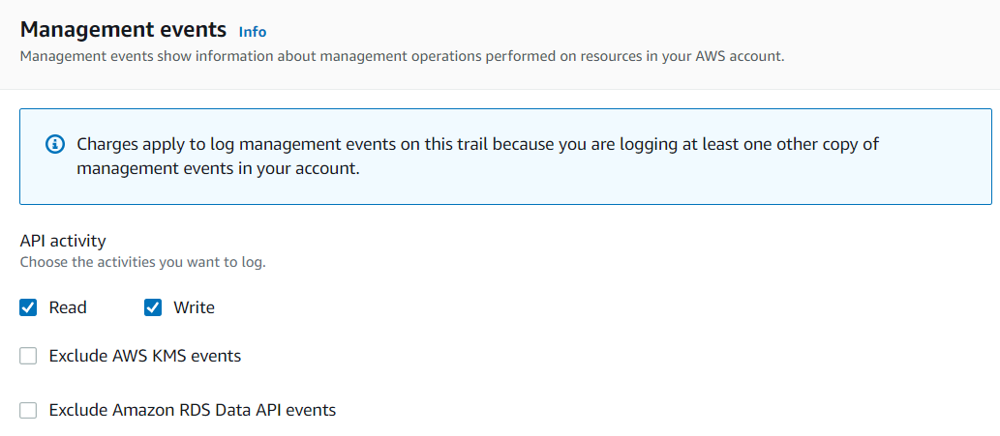 Management events Info
Management events show information about management operations performed on resources in your AWS account.
Charges apply to log management events on this trail because you are logging at least one other copy of
management events in your account.
API activity
Choose the activities you want to log.
Read Write
Exclude AWS KMS events
Exclude Amazon RDS Data API events